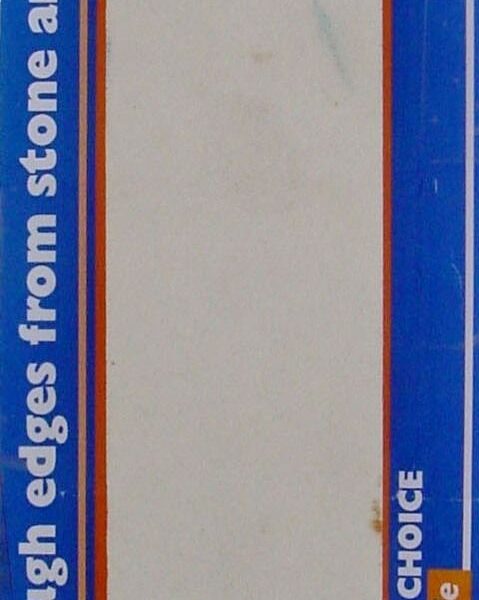 ugh edges from stone a
CHOICE
e